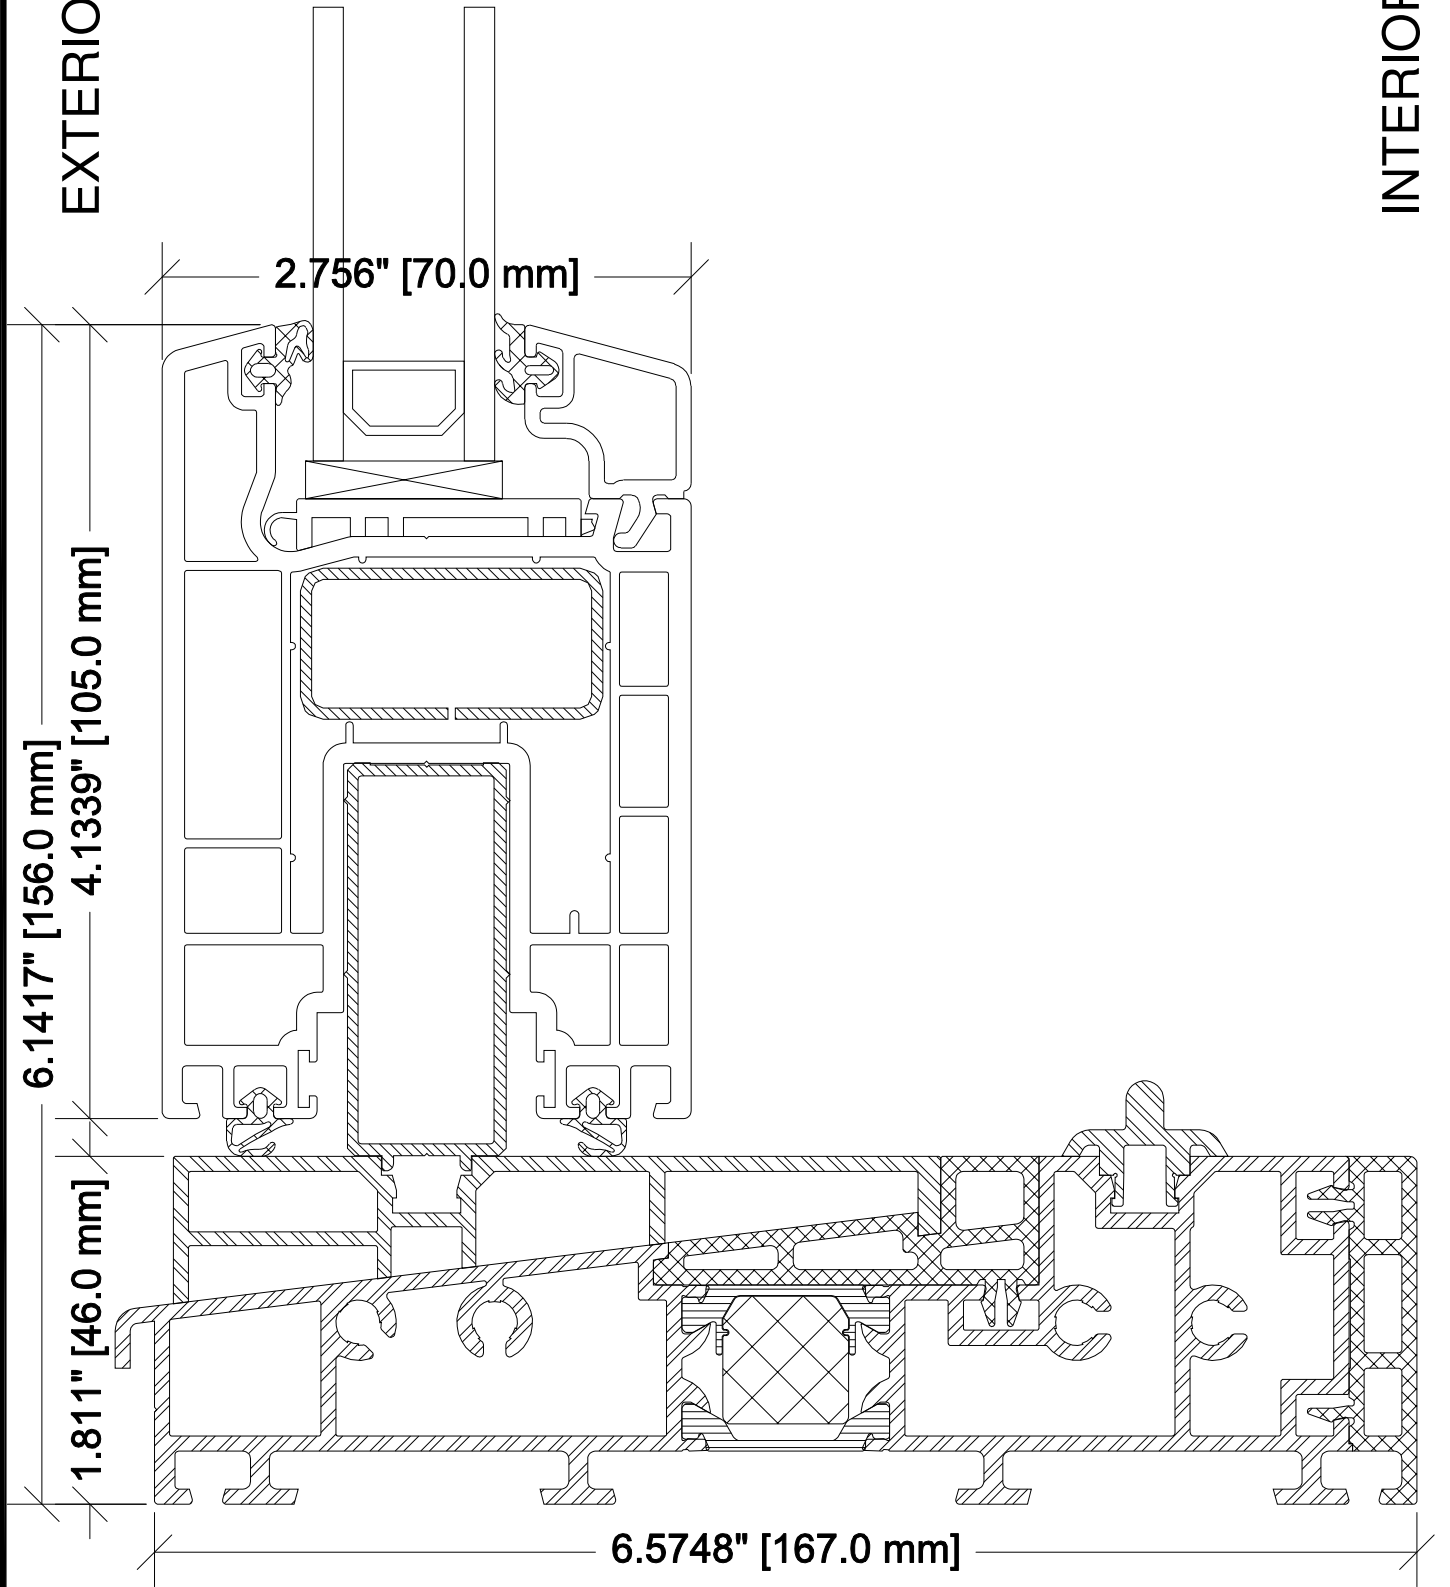 EXTERIO
INTERIOR
2.756" [70.0 mm]
6.1417" [156.0 mm]
4.1339" [105.0 mm]
1.811" [46.0 mm]
6.5748" [167.0 mm]